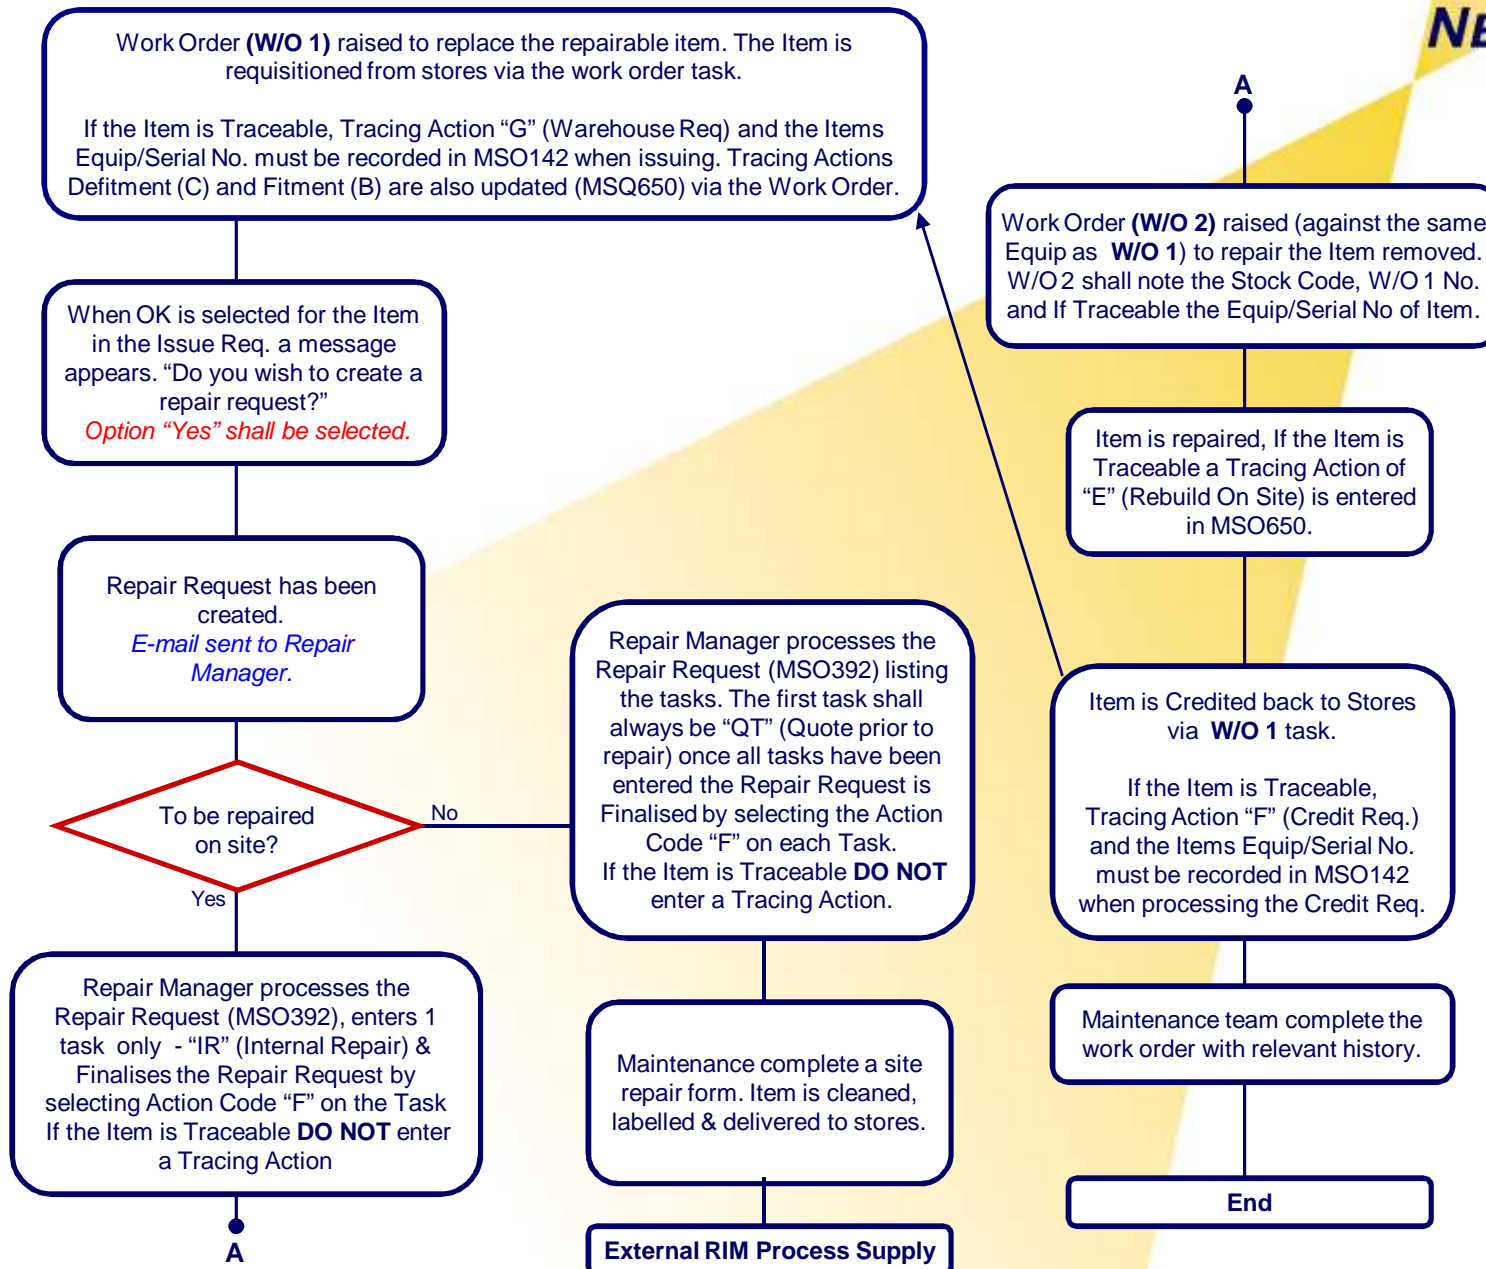 Work Order (W/O 1) raised to replace the repairable item. The Item is
requisitioned from stores via the work order task.
If the Item is Traceable, Tracing Action “G” (Warehouse Req) and the Items
Equip/Serial No. must be recorded in MSO142 when issuing. Tracing Actions
Defitment (C) and Fitment (B) are also updated (MSQ650) via the Work Order.
When OK is selected for the Item
in the Issue Req. a message
appears. “Do you wish to create a
repair request?”
Option “Yes” shall be selected.
Repair Request has been
created.
E-mail sent to Repair
Manager.
To be repaired
on site?
No
Yes
Repair Manager processes the
Repair Request (MSO392), enters 1
task only - “IR” (Internal Repair) &
Finalises the Repair Request by
selecting Action Code “F” on the Task
If the Item is Traceable DO NOT enter
a Tracing Action
A
Repair Manager processes the
Repair Request (MSO392) listing
the tasks. The first task shall
always be “QT” (Quote prior to
repair) once all tasks have been
entered the Repair Request is
Finalised by selecting the Action
Code “F” on each Task.
If the Item is Traceable DO NOT
enter a Tracing Action.
Maintenance complete a site
repair form. Item is cleaned,
labelled & delivered to stores.
External RIM Process Supply
NE
A
Work Order (W/O 2) raised (against the same
Equip as W/O 1) to repair the Item removed.
W/O 2 shall note the Stock Code, W/O 1 No.
and If Traceable the Equip/Serial No of Item.
Item is repaired, If the Item is
Traceable a Tracing Action of
“E” (Rebuild On Site) is entered
in MSO650.
Item is Credited back to Stores
via W/O 1 task.
If the Item is Traceable,
Tracing Action “F” (Credit Req.)
and the Items Equip/Serial No.
must be recorded in MSO142
when processing the Credit Req.
Maintenance team complete the
work order with relevant history.
End